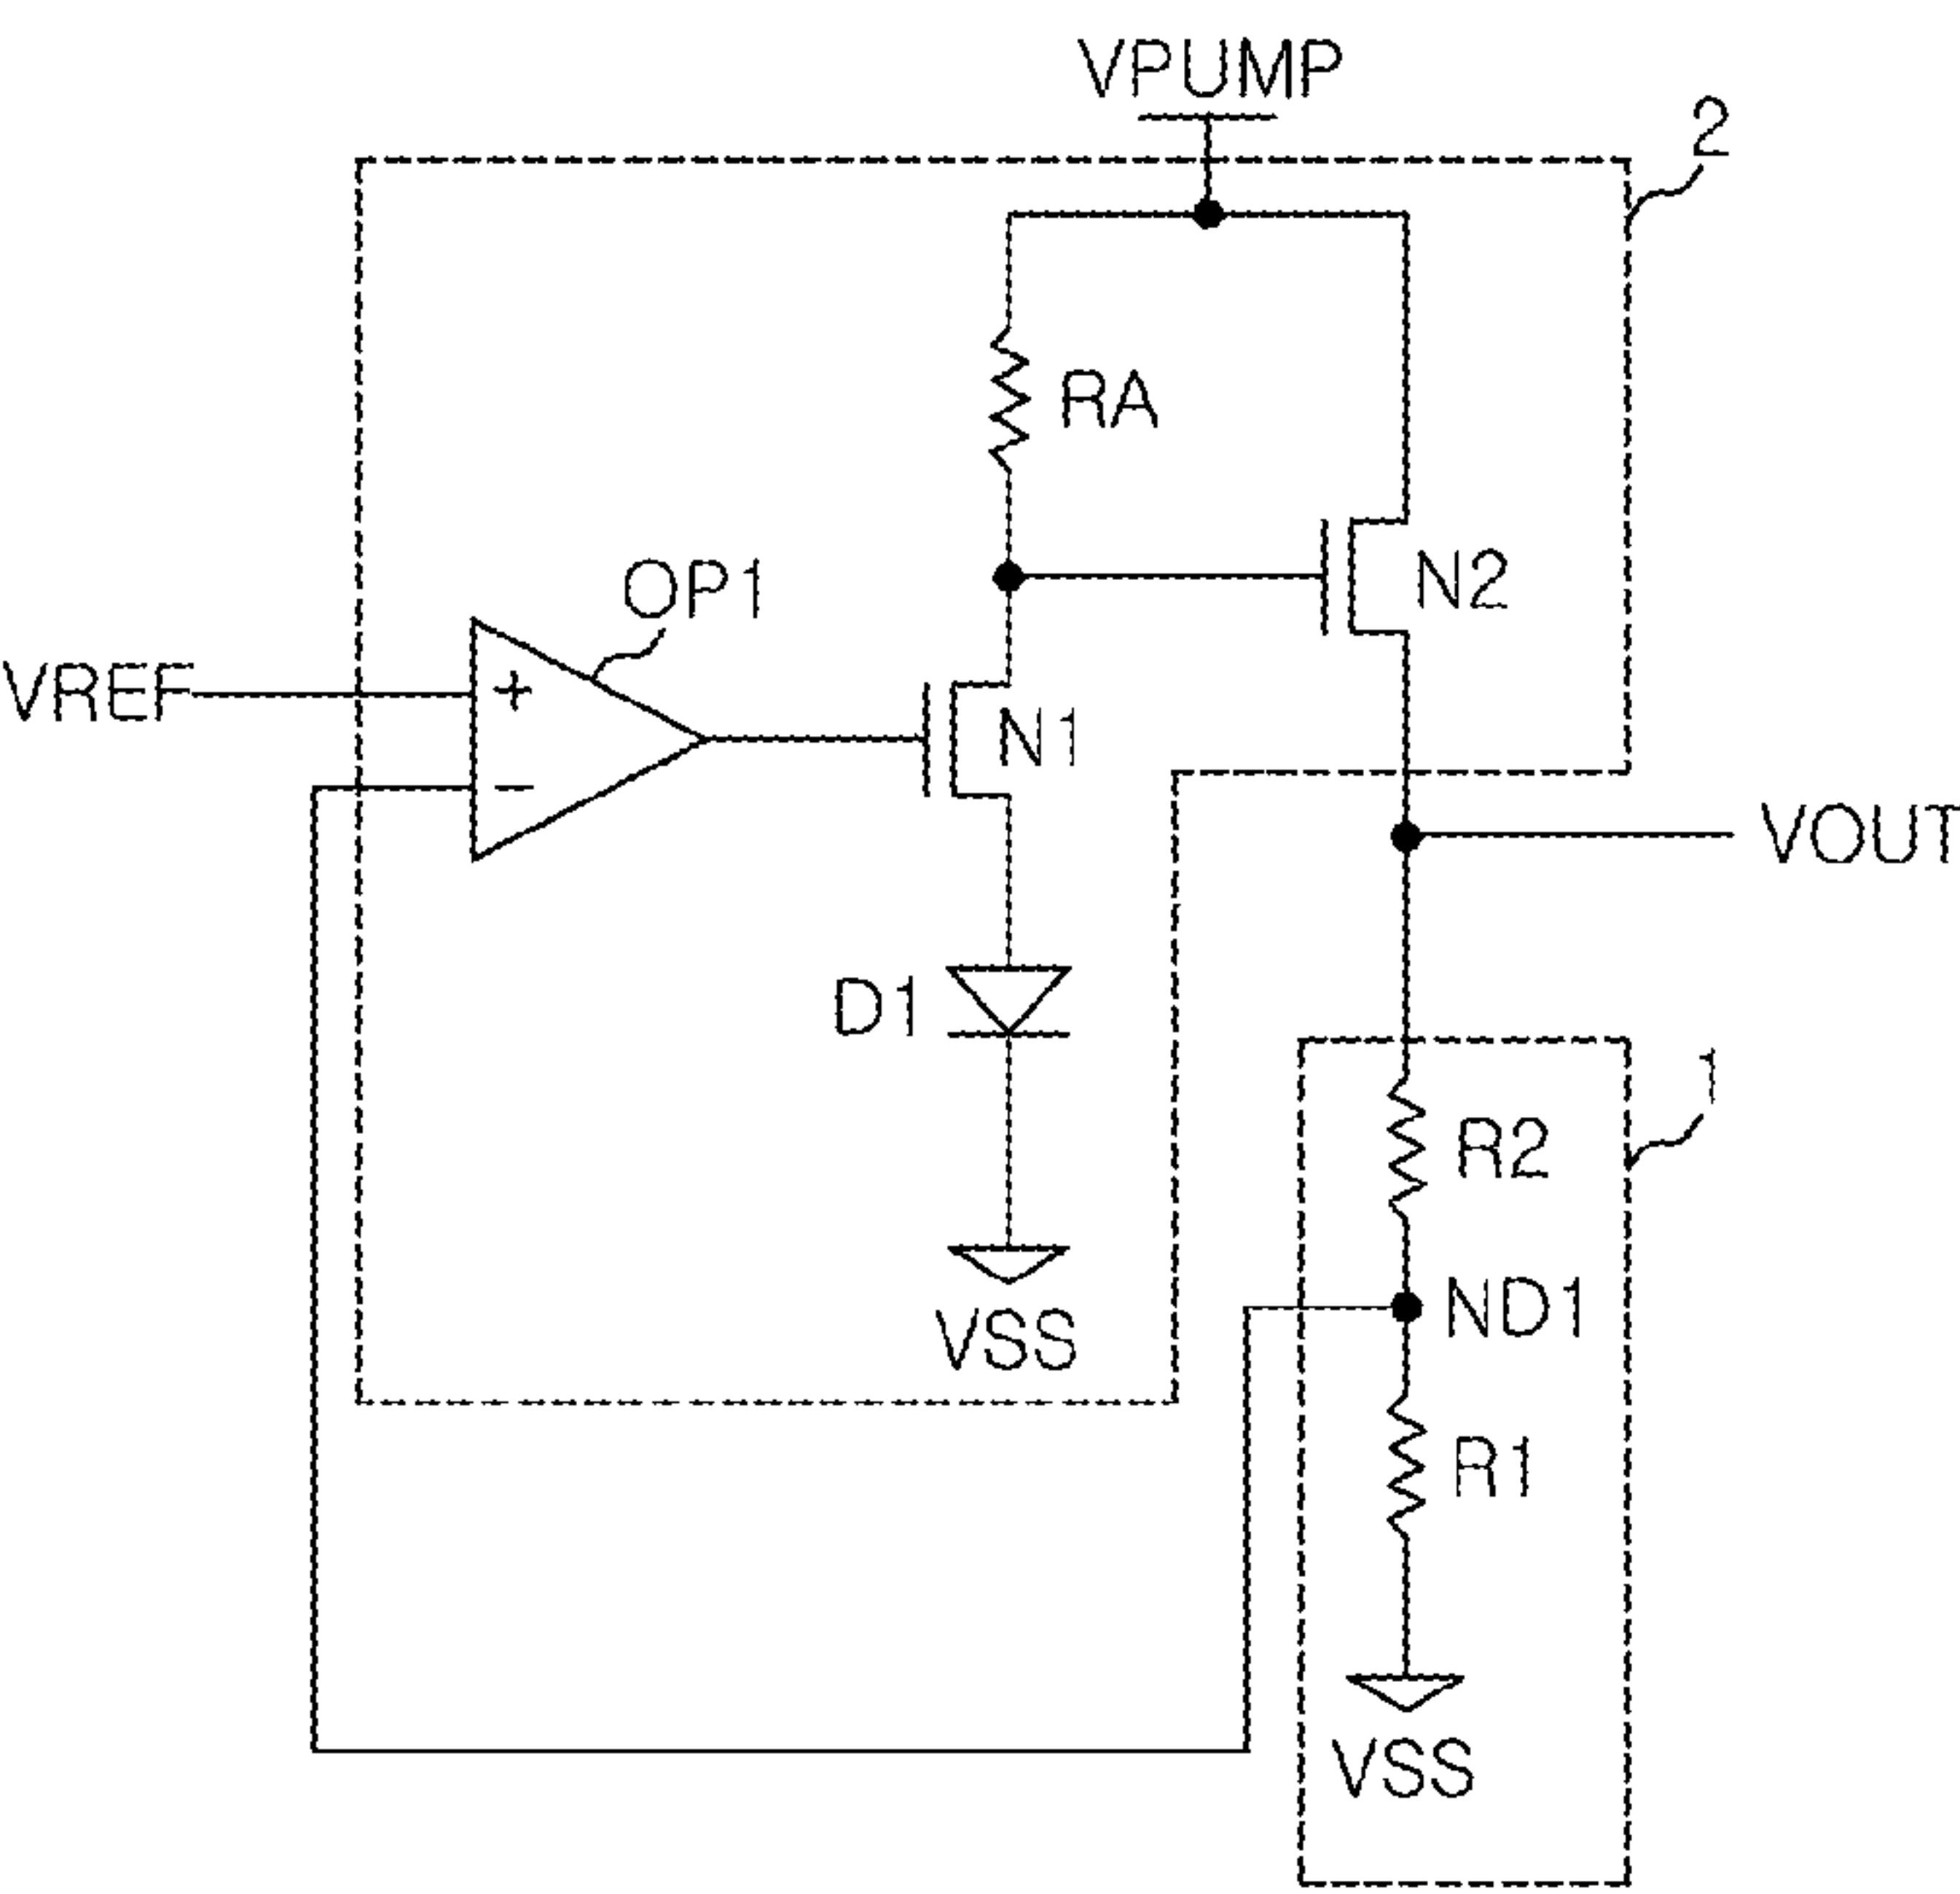 VPUMP
2
RA
OP1
N2
VREF
+
N1
−
VOUT
D1
1
R2
ND1
VSS
R1
VSS